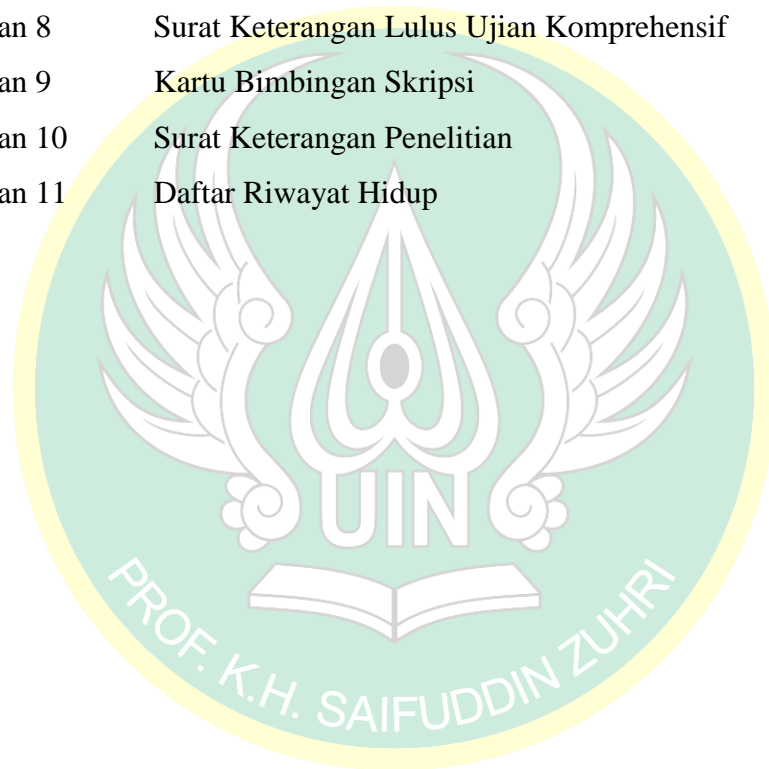 an 8 Surat Keterangan Lulus Ujian Komprehensif
an 9 Kartu Bimbingan Skripsi
an 10 Surat Keterangan Penelitian
an 11 Daftar Riwayat Hidup
UIN
PROF. K.H. SAIFUDDIN ZUHRI